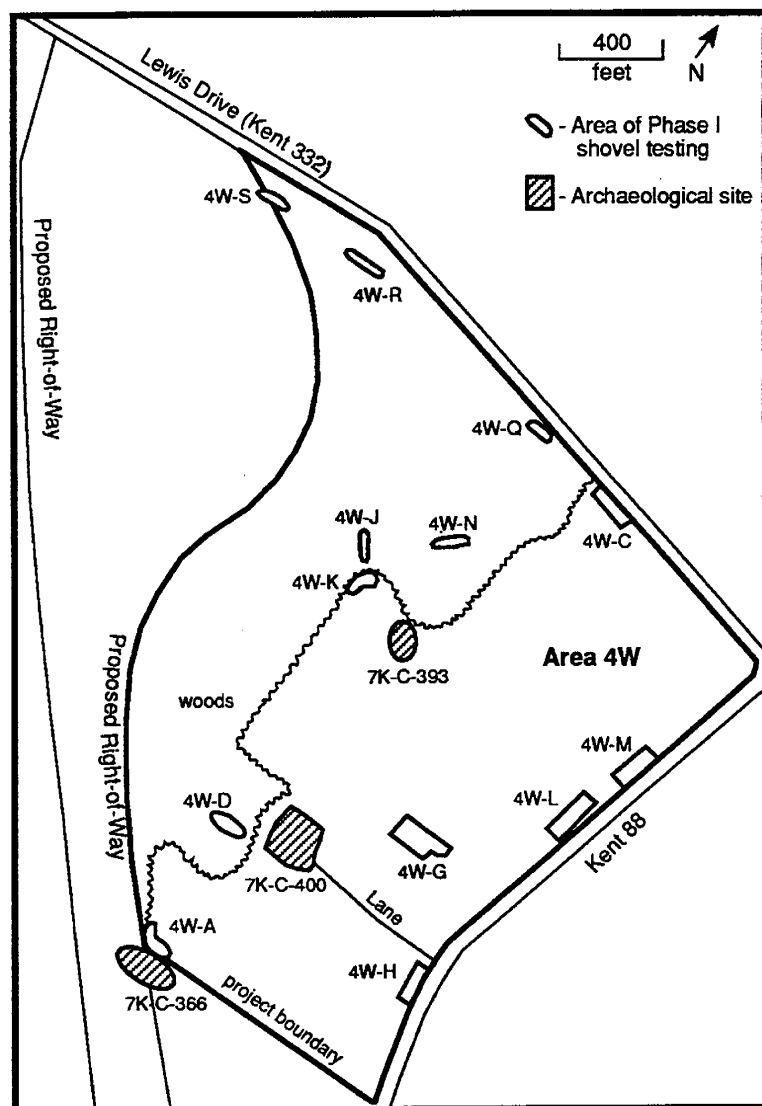 400
feet
N
Lewis Drive (Kent 332)
- Area of Phase I
shovel testing
- Archaeological site
4W-S
4W-R
Proposed Right-of-Way
4W-Q
4W-J
4W-N
4W-C
4W-K
Area 4W
7K-C-393
woods
Proposed Right-of-Way
4W-M
4W-D
4W-L
4W-G
Kent 88
7K-C-400
Lane
4W-A
4W-H
7K-C-366
project boundary